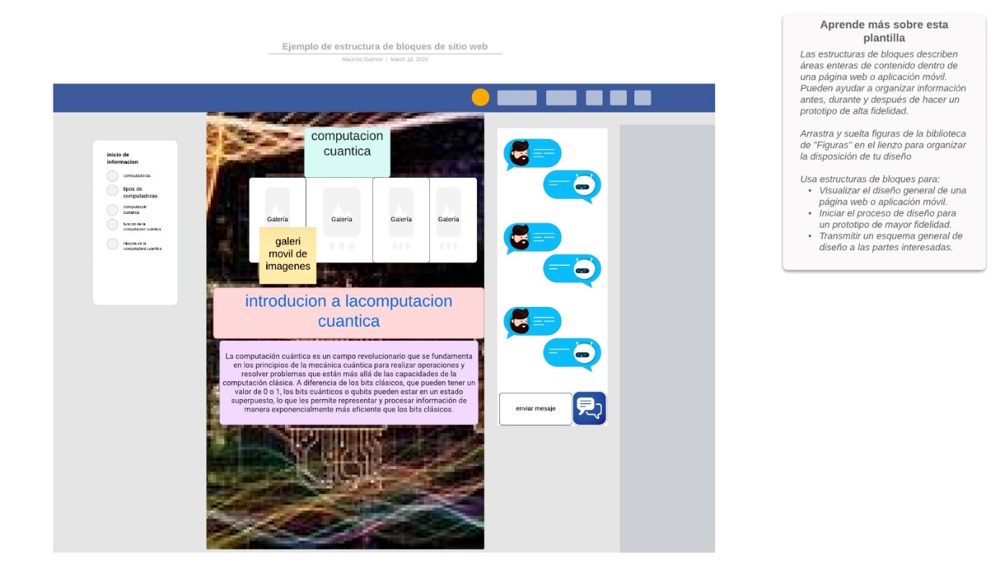 Ejemplo de estructura de bloques de sitio web
Mauricio Galindo | March 18, 2024
inicio de
informacion
computadoras
tipos de
computadoras
computacon
cuantica
funcion de la
computacion cuantica
Historia de la
computadora cuantica
computacion
cuantica
Galería
Galería
Galería
Galería
galeri
movil de
imagenes
introducion a lacomputacion
cuantica
La computación cuántica es un campo revolucionario que se fundamenta
en los principios de la mecánica cuántica para realizar operaciones y
resolver problemas que están más allá de las capacidades de la
computación clásica. A diferencia de los bits clásicos, que pueden tener un
valor de 0 o 1, los bits cuánticos o qubits pueden estar en un estado
superpuesto, lo que les permite representar y procesar información de
manera exponencialmente más eficiente que los bits clásicos.
enviar mesaje
Aprende más sobre esta
plantilla
Las estructuras de bloques describen
áreas enteras de contenido dentro de
una página web o aplicación móvil.
Pueden ayudar a organizar información
antes, durante y después de hacer un
prototipo de alta fidelidad.
Arrastra y suelta figuras de la biblioteca
de "Figuras" en el lienzo para organizar
la disposición de tu diseño
Usa estructuras de bloques para:
• Visualizar el diseño general de una
página web o aplicación móvil.
• Iniciar el proceso de diseño para
un prototipo de mayor fidelidad.
• Transmitir un esquema general de
diseño a las partes interesadas.